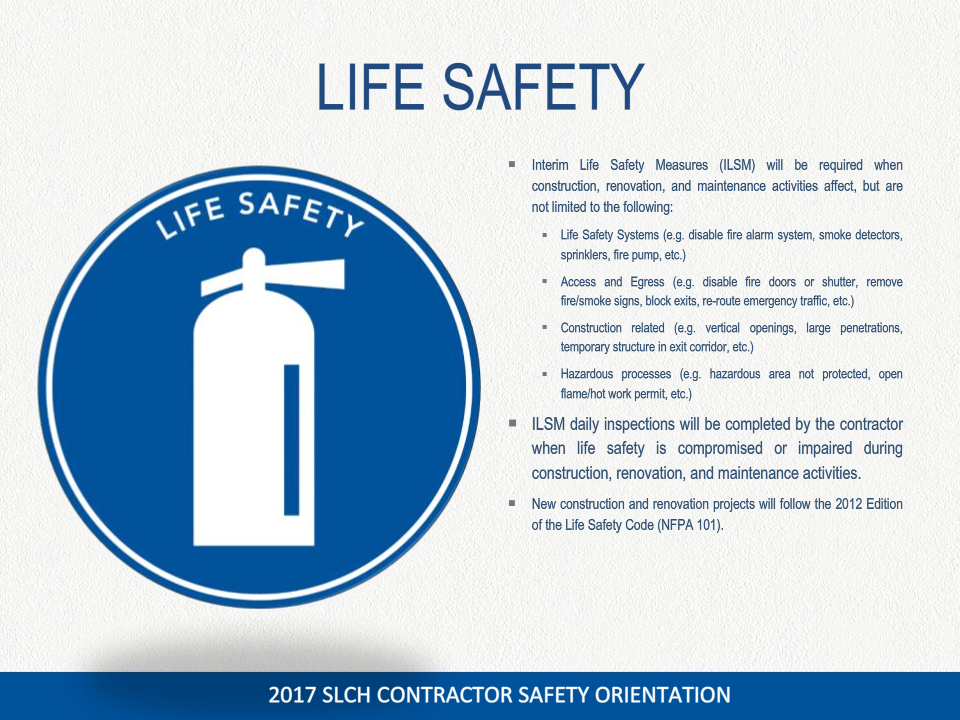 LIFE SAFETY
LIFE SAFETY
▪ Interim Life Safety Measures (ILSM) will be required when
construction, renovation, and maintenance activities affect, but are
not limited to the following:
▪ Life Safety Systems (e.g. disable fire alarm system, smoke detectors,
sprinklers, fire pump, etc.)
▪ Access and Egress (e.g. disable fire doors or shutter, remove
fire/smoke signs, block exits, re-route emergency traffic, etc.)
▪ Construction related (e.g. vertical openings, large penetrations,
temporary structure in exit corridor, etc.)
▪ Hazardous processes (e.g. hazardous area not protected, open
flame/hot work permit, etc.)
▪ ILSM daily inspections will be completed by the contractor
when life safety is compromised or impaired during
construction, renovation, and maintenance activities.
▪ New construction and renovation projects will follow the 2012 Edition
of the Life Safety Code (NFPA 101).
2017 SLCH CONTRACTOR SAFETY ORIENTATION